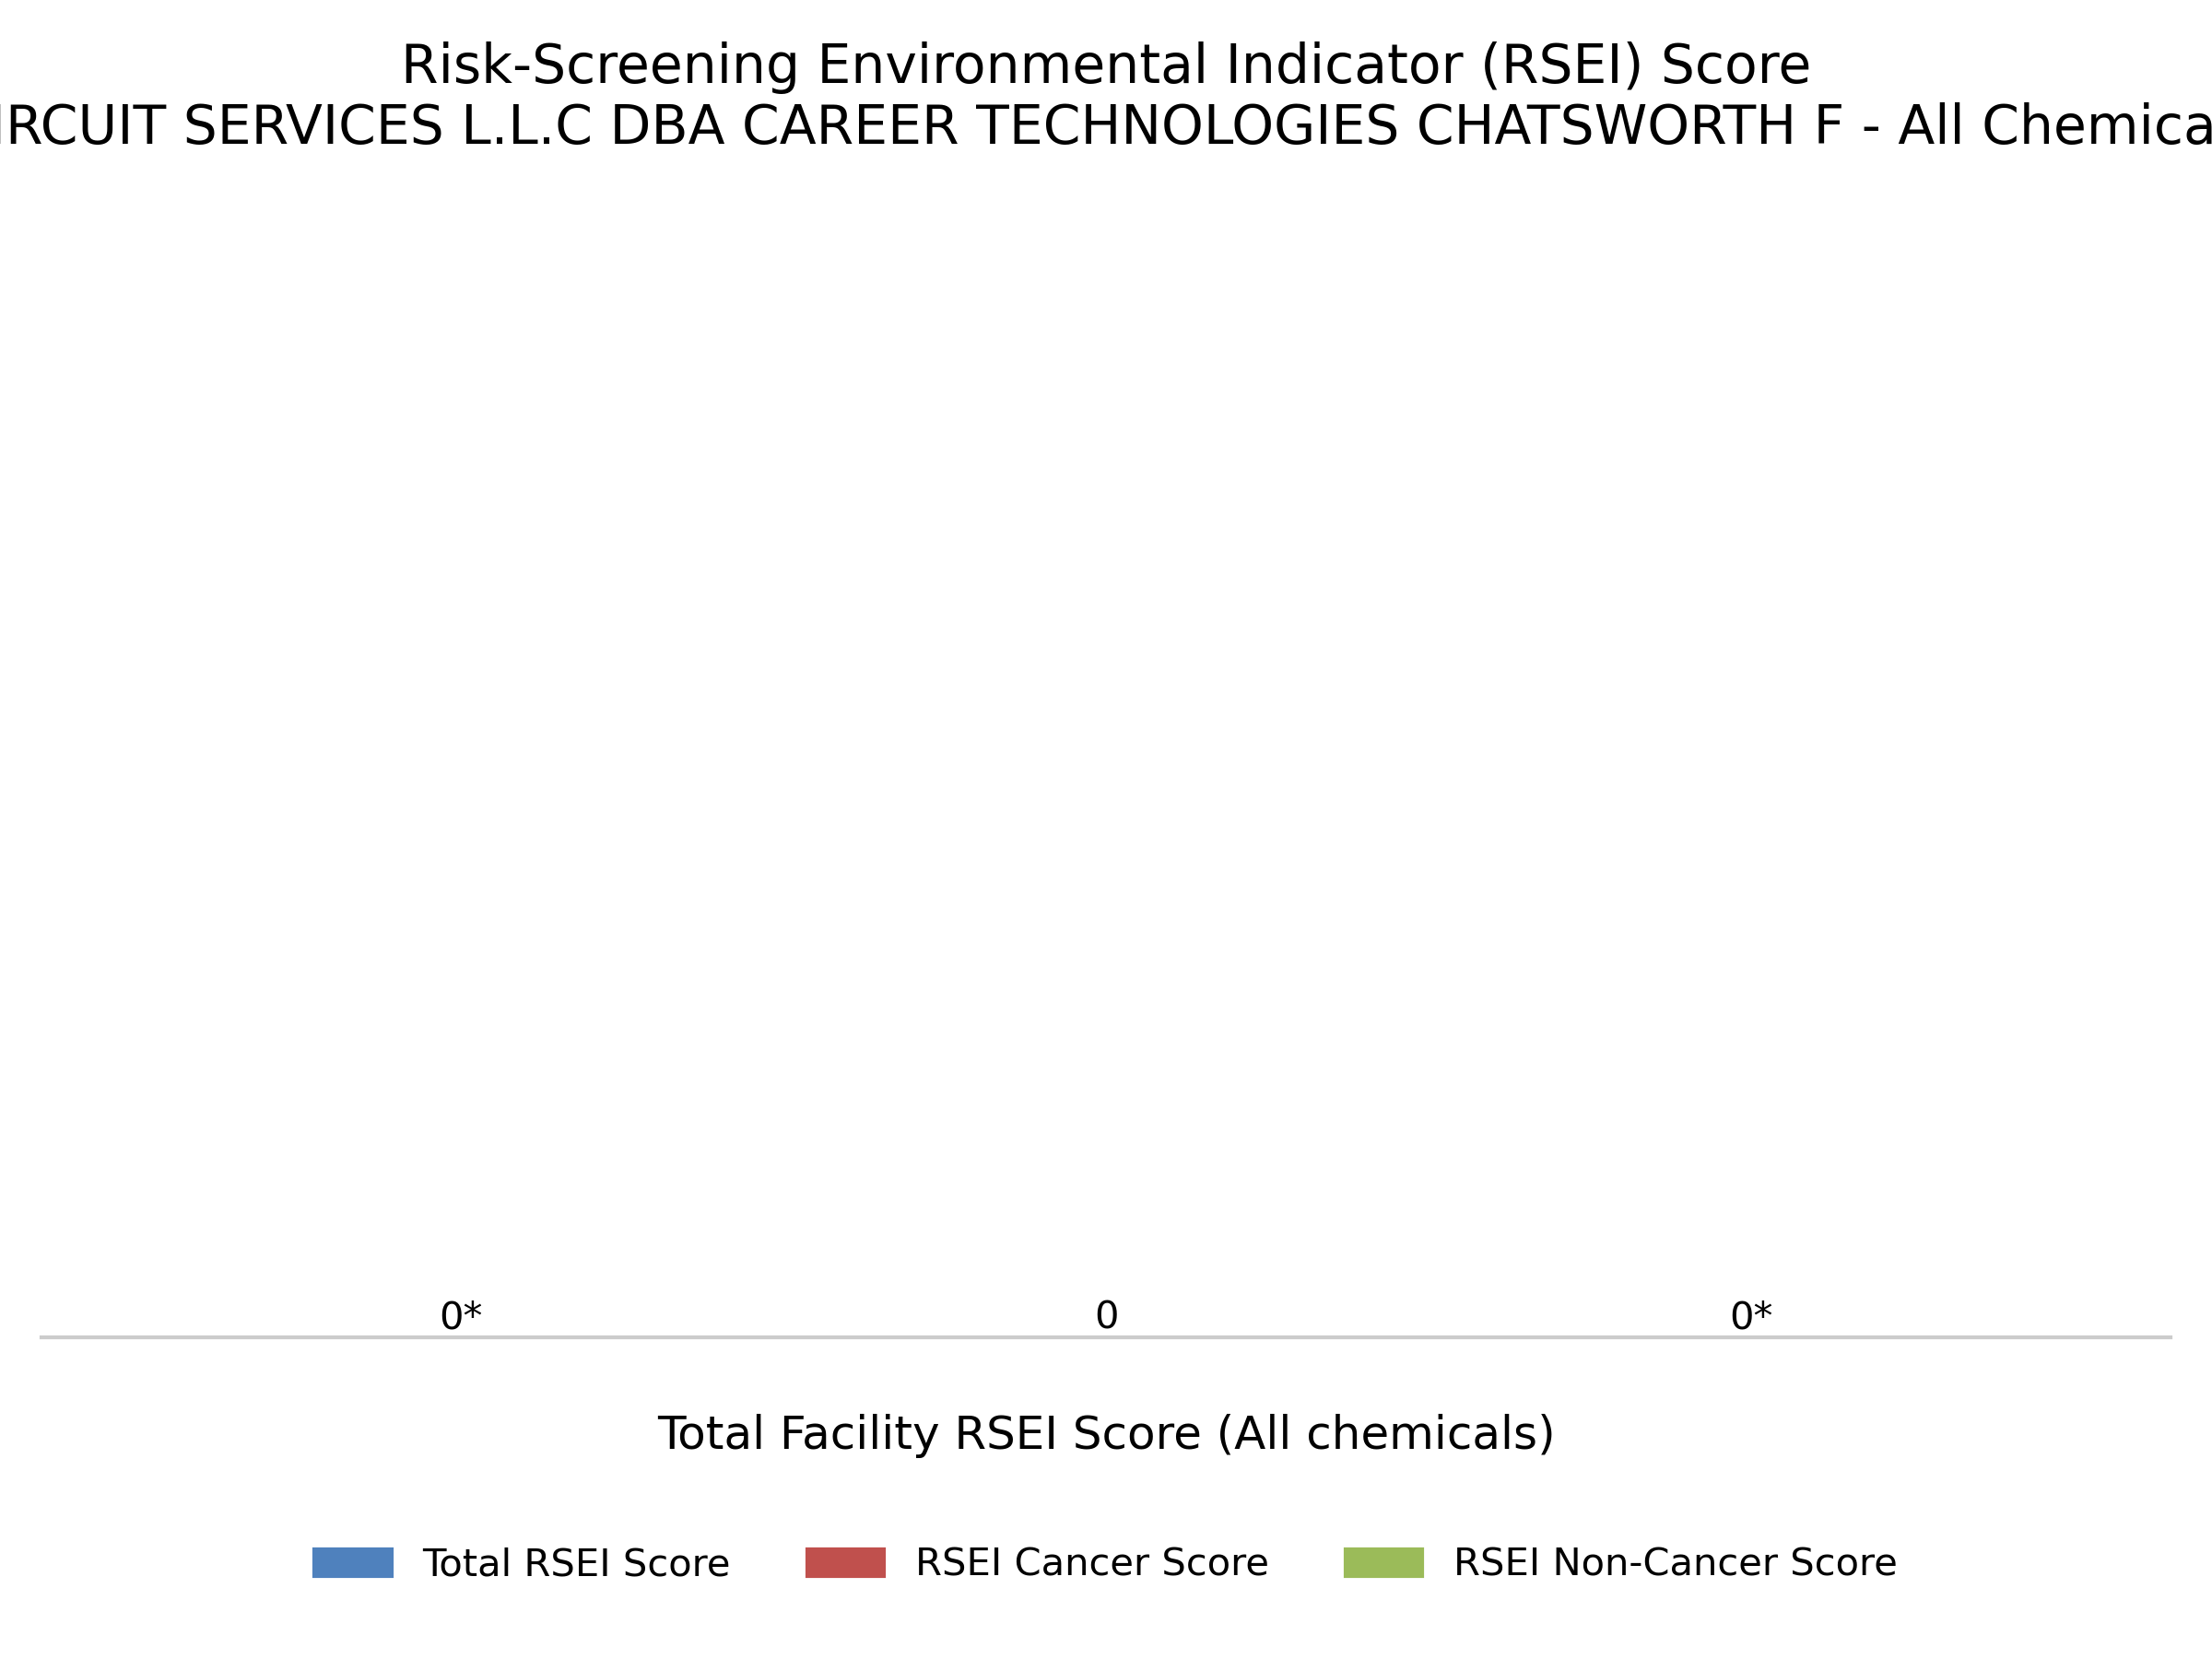 Risk-Screening Environmental Indicator (RSEI) Score
IRCUIT SERVICES L.L.C DBA CAREER TECHNOLOGIES CHATSWORTH F - All Chemica
0* 0 0*
Total Facility RSEI Score (All chemicals)
Total RSEI Score RSEI Cancer Score RSEI Non-Cancer Score